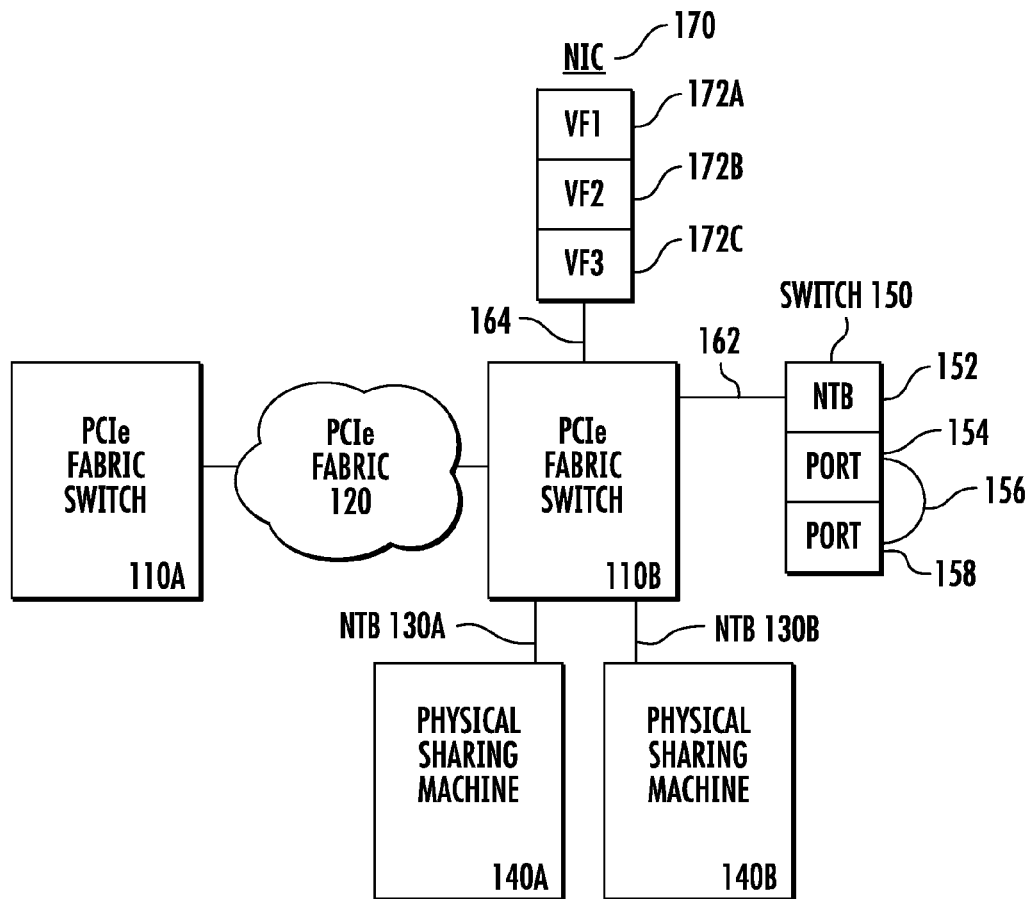 NIC
170
VF1
172A
VF2
172B
VF3
172C
164
SWITCH 150
162
NTB
152
PORT
154
156
PORT
158
PCIe
FABRIC
SWITCH
110A
PCIe
FABRIC
120
PCIe
FABRIC
SWITCH
110B
NTB 130A
NTB 130B
PHYSICAL
SHARING
MACHINE
140A
PHYSICAL
SHARING
MACHINE
140B